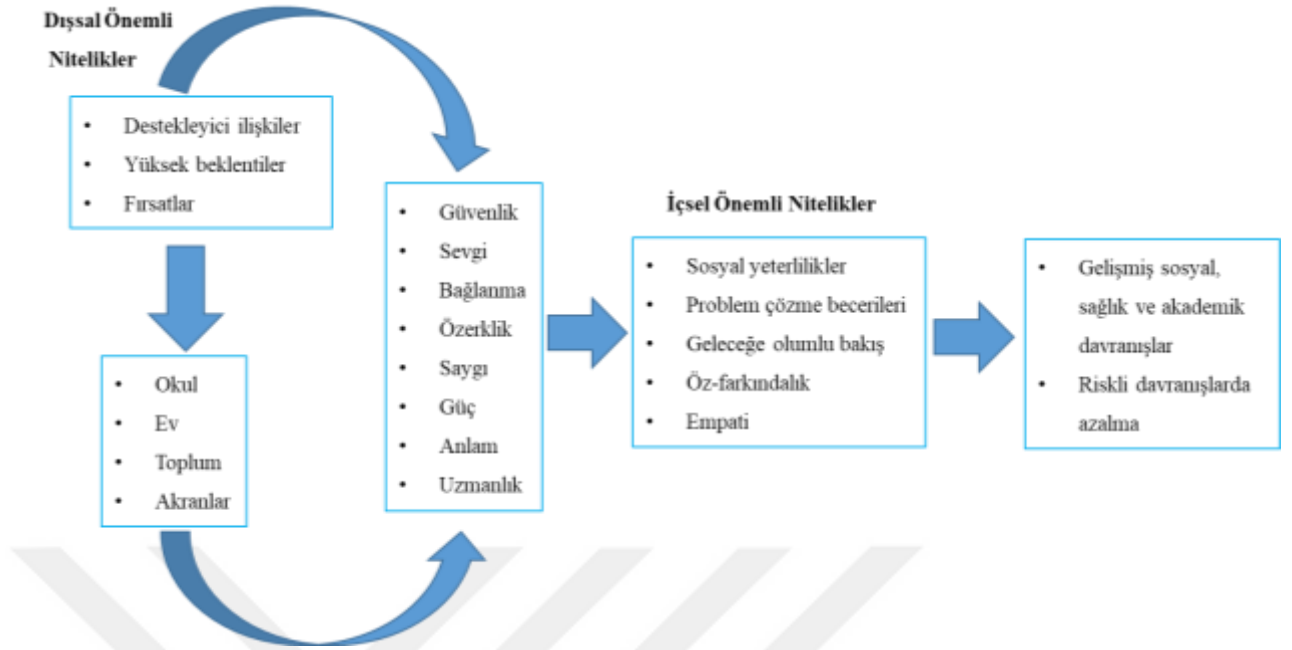 Dışsal Önemli
Nitelikler
• Destekleyici ilişkiler
• Yüksek beklentiler
• Fırsatlar
• Okul
• Ev
• Toplum
• Akranlar
• Güvenlik
• Sevgi
• Bağlanma
• Özerklik
• Saygı
• Güç
• Anlam
• Uzmanlık
İçsel Önemli Nitelikler
• Sosyal yeterlilikler
• Problem çözme becerileri
• Geleceğe olumlu bakış
• Öz-farkındalık
• Empati
• Gelişmiş sosyal,
sağlık ve akademik
davranışlar
• Riskli davranışlarda
azalma